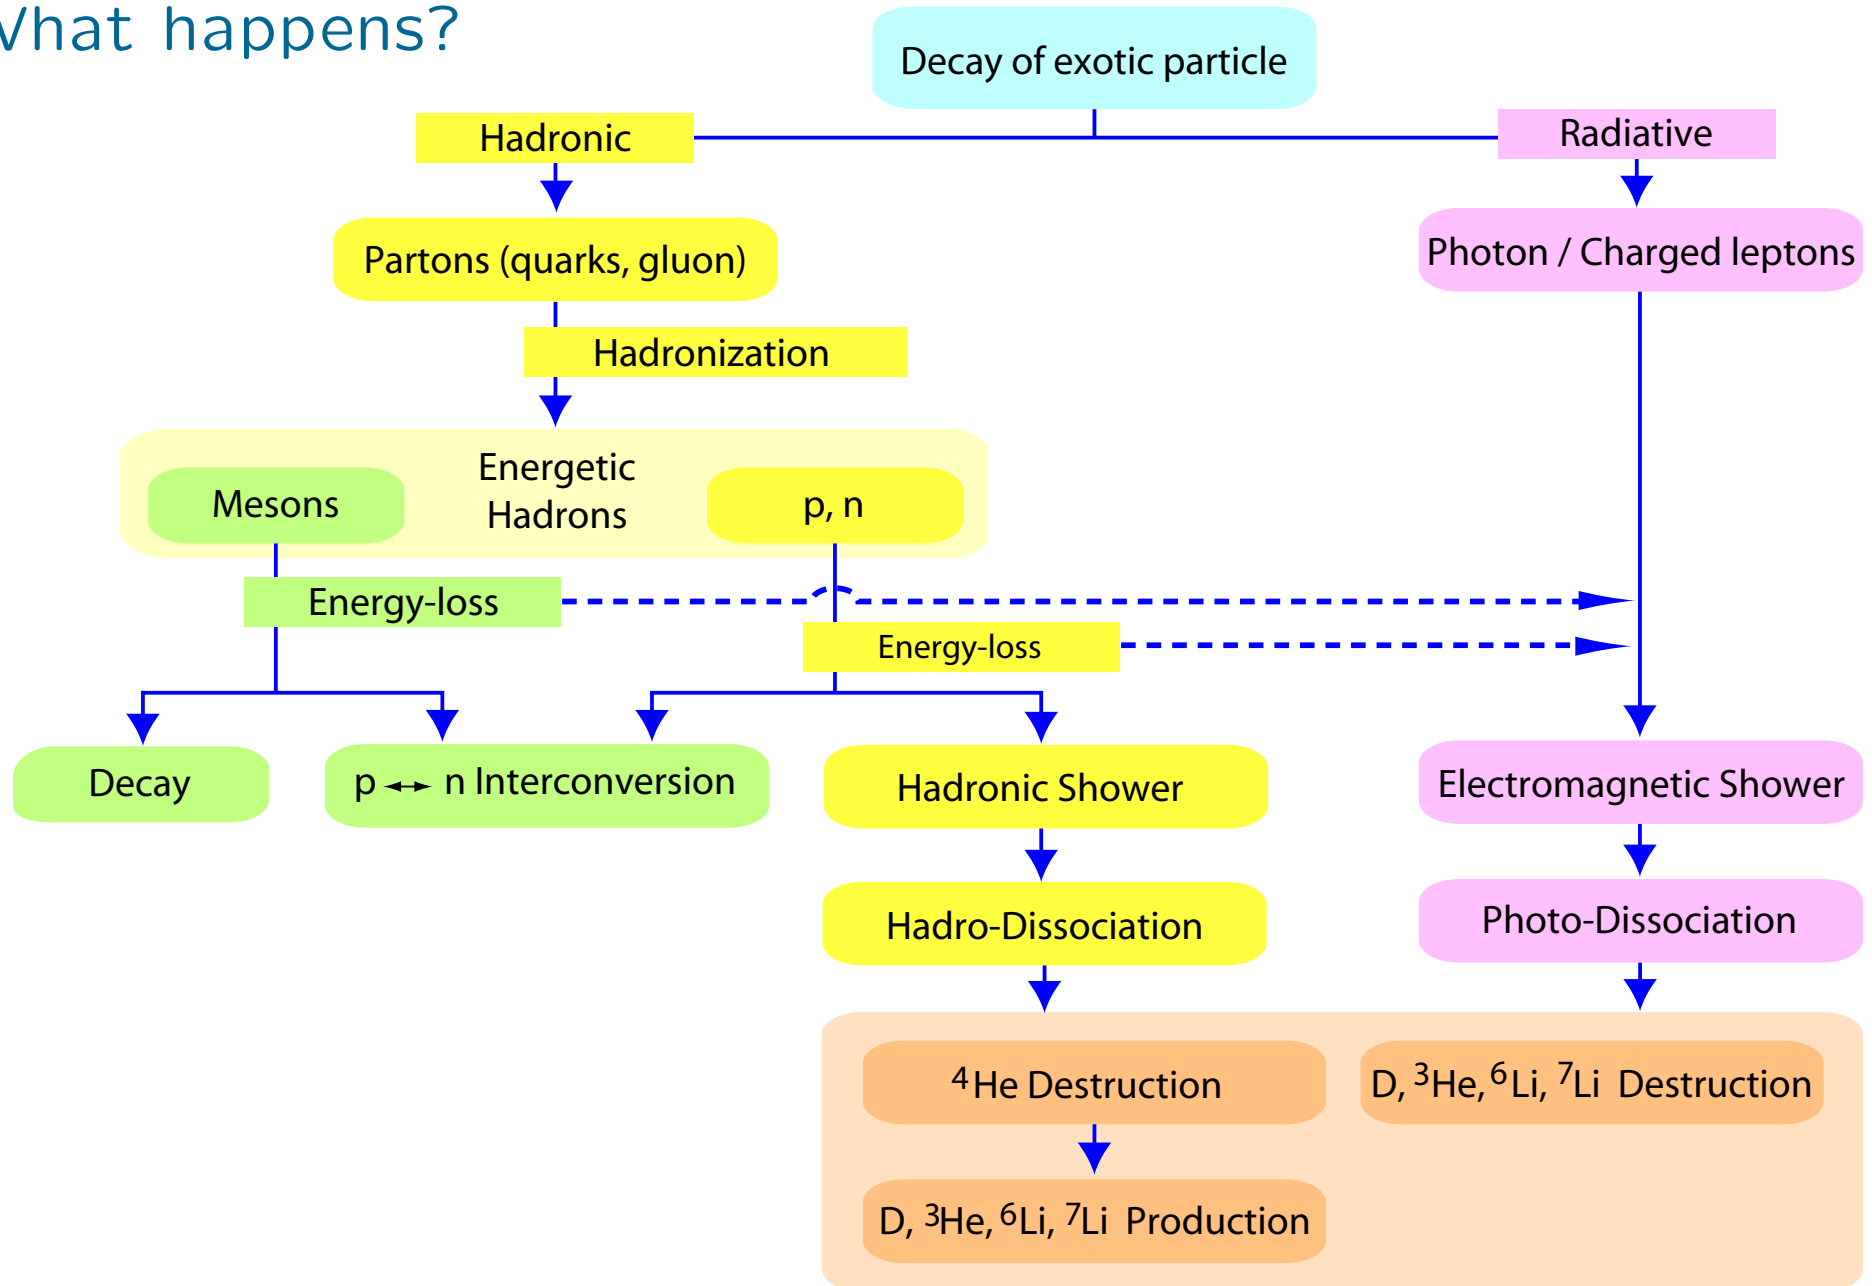 What happens?
Decay of exotic particle
Hadronic
Radiative
Partons (quarks, gluon)
Photon / Charged leptons
Hadronization
Energetic
Hadrons
Mesons
p, n
Energy-loss
Energy-loss
Decay
p ↔ n Interconversion
Hadronic Shower
Electromagnetic Shower
Hadro-Dissociation
Photo-Dissociation
⁴He Destruction
D, ³He, ⁶Li, ⁷Li Destruction
D, ³He, ⁶Li, ⁷Li Production